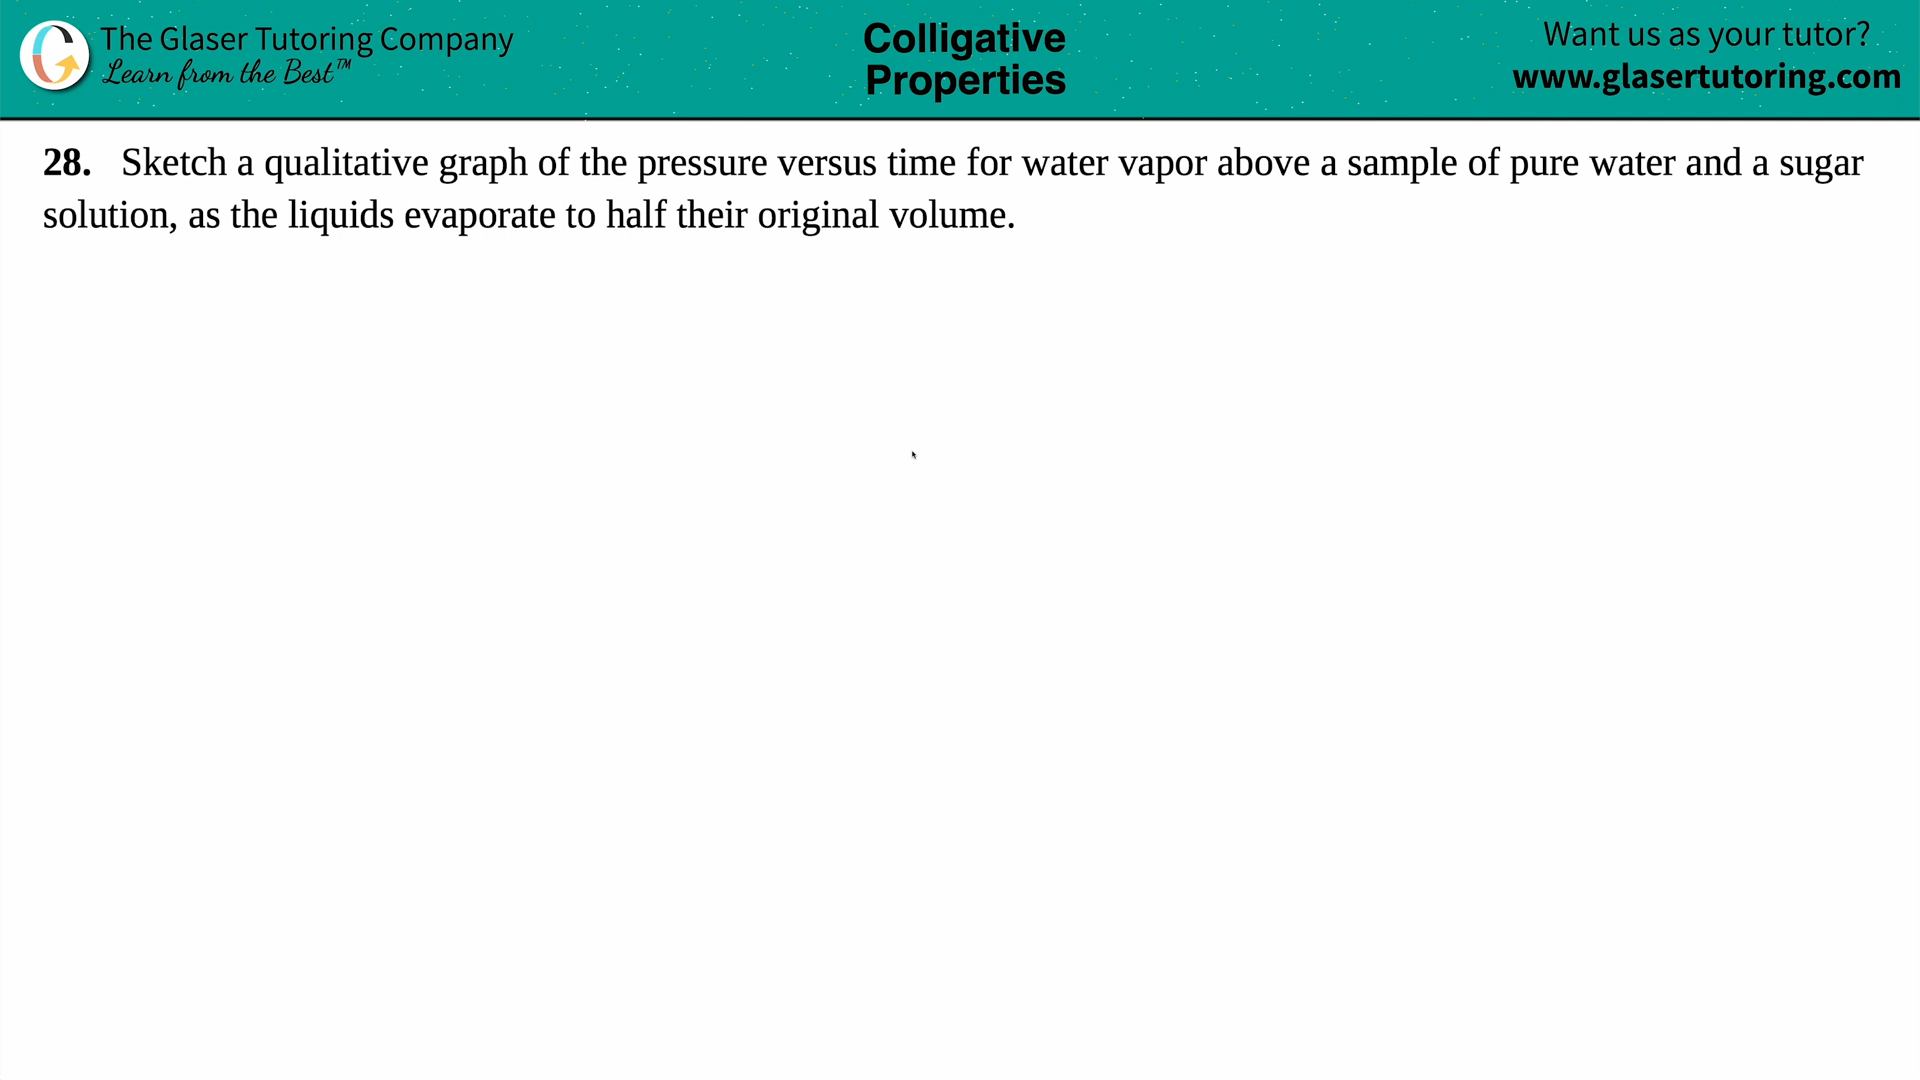 The Glaser Tutoring Company
Learn from the Best™
Colligative
Properties
Want us as your tutor?
www.glasertutoring.com
28. Sketch a qualitative graph of the pressure versus time for water vapor above a sample of pure water and a sugar
solution, as the liquids evaporate to half their original volume.